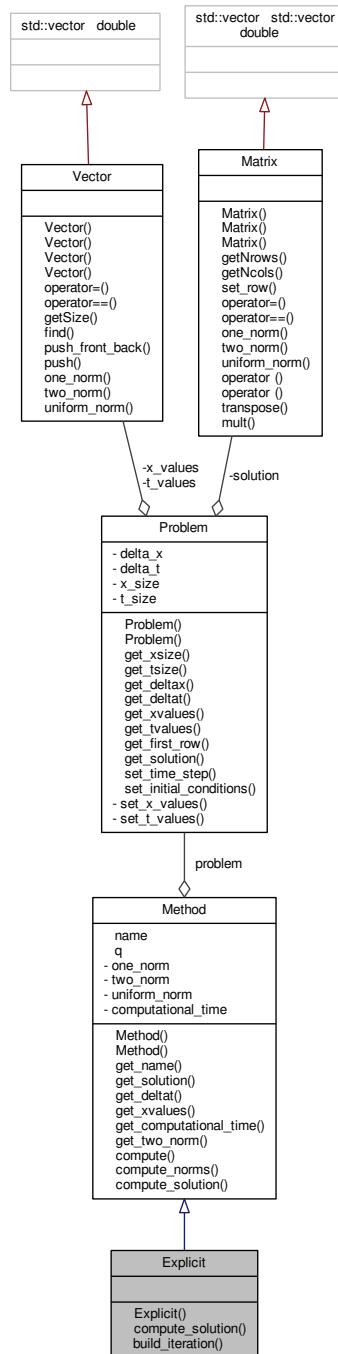 std::vector double
std::vector std::vector
double
Vector
Vector()
Vector()
Vector()
Vector()
operator=()
operator==()
getSize()
find()
push_front_back()
push()
one_norm()
two_norm()
uniform_norm()
Matrix
Matrix()
Matrix()
Matrix()
getNrows()
getNcols()
set_row()
operator=()
operator==()
one_norm()
two_norm()
uniform_norm()
operator ()
operator ()
transpose()
mult()
-x_values
-t_values
-solution
Problem
- delta_x
- delta_t
- x_size
- t_size
Problem()
Problem()
get_xsize()
get_tsize()
get_deltax()
get_deltat()
get_xvalues()
get_tvalues()
get_first_row()
get_solution()
set_time_step()
set_initial_conditions()
- set_x_values()
- set_t_values()
problem
Method
name
q
- one_norm
- two_norm
- uniform_norm
- computational_time
Method()
Method()
get_name()
get_solution()
get_deltat()
get_xvalues()
get_computational_time()
get_two_norm()
compute()
compute_norms()
compute_solution()
Explicit
Explicit()
compute_solution()
build_iteration()